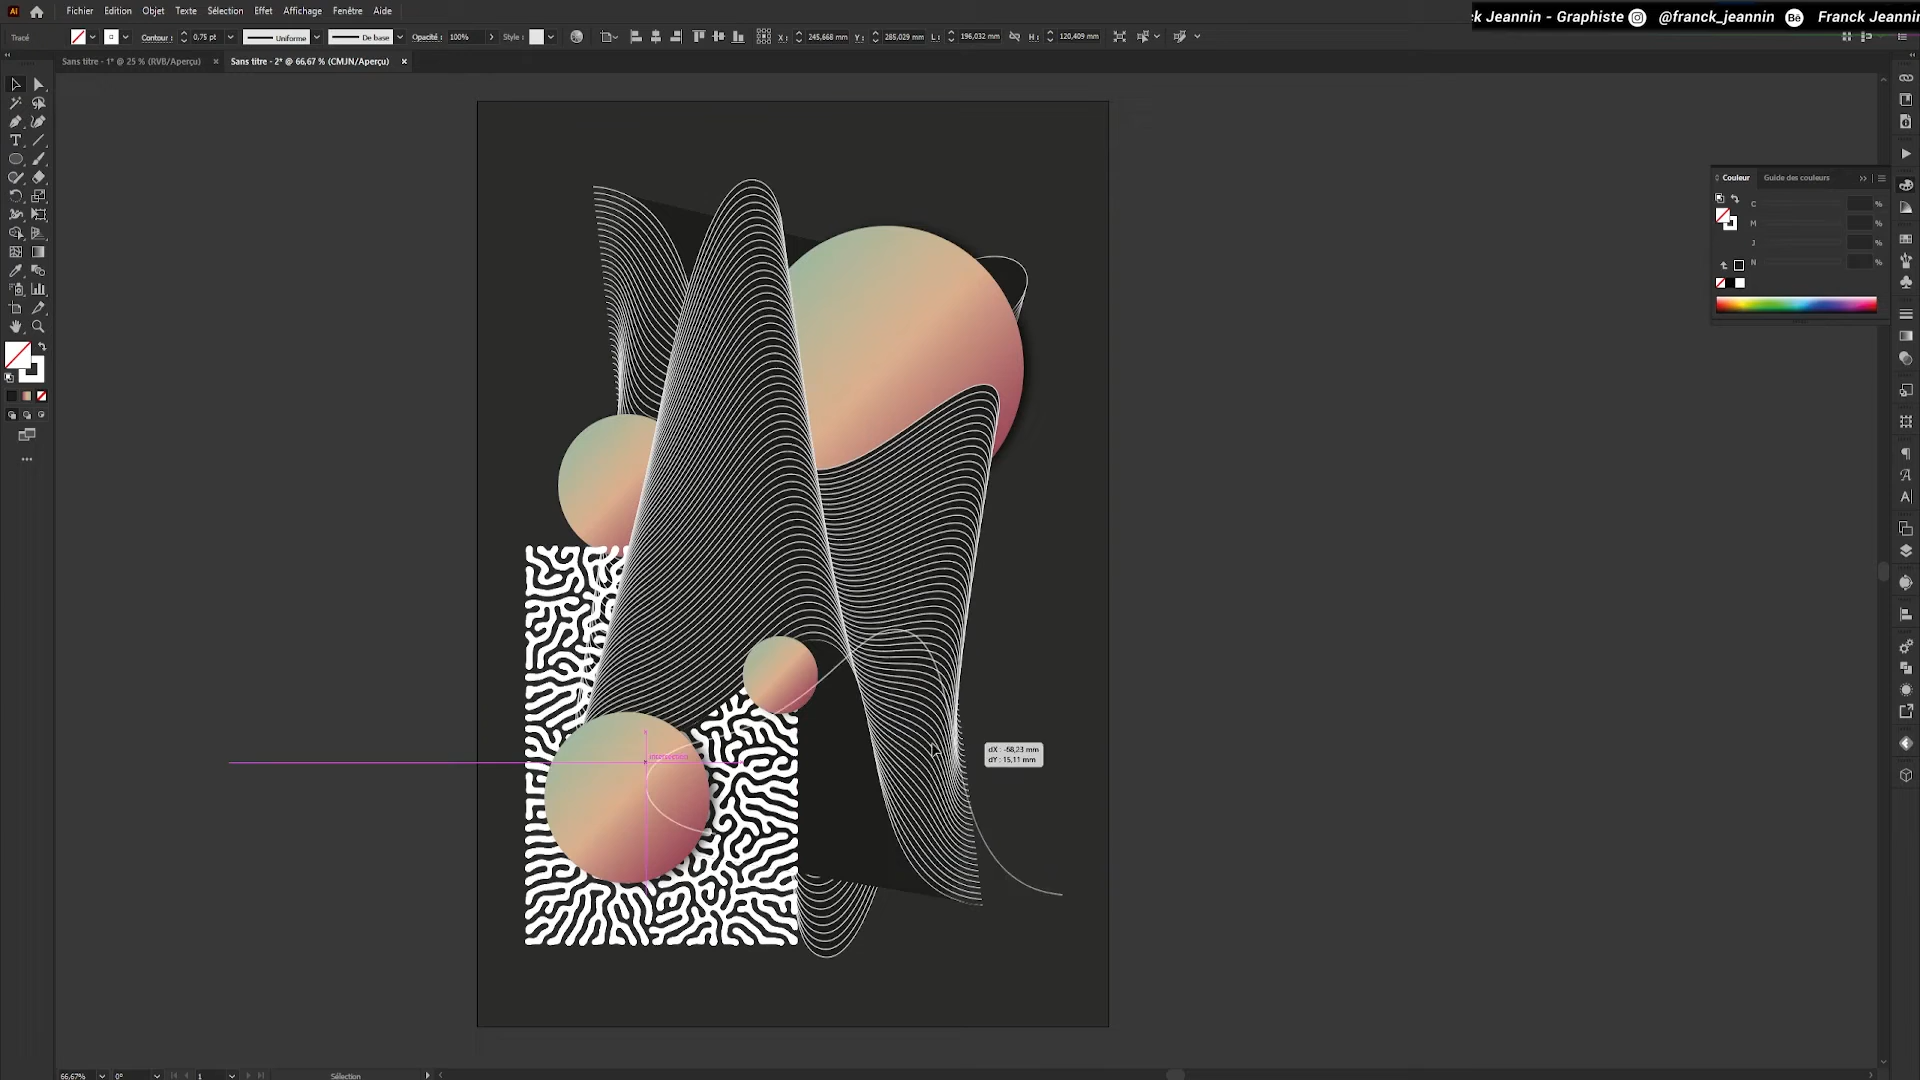 Ai Fichier Edition Objet Texte Sélection Effet Affichage Fenêtre Aide
k Jeannin - Graphiste @franck_jeannin Bē Franck Jeannin
Tracé Contour : 0,75 pt Uniforme De base Opacité : 100% Style : X : 245,668 mm Y : 285,029 mm L : 196,032 mm H : 120,409 mm
Sans titre - 1* @ 25 % (RVB/Aperçu) × Sans titre - 2* @ 66,67 % (CMJN/Aperçu) ×
Couleur Guide des couleurs
C %
M %
J %
N %
intersection
dX : -68,23 mm
dY : 15,11 mm
66,67% 0° 1 Sélection